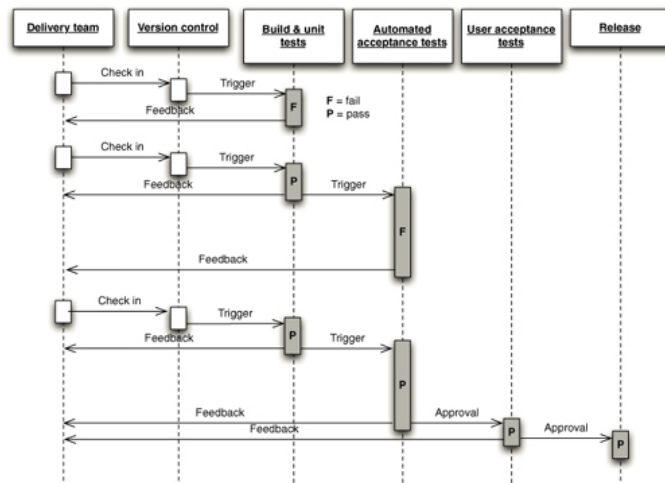 Delivery team
Version control
Build & unit
tests
Automated
acceptance tests
User acceptance
tests
Release
Check in
Trigger
Feedback
F
F = fail
P = pass
Check in
Trigger
Feedback
P
Trigger
F
Feedback
Check in
Trigger
Feedback
P
Trigger
P
Feedback
Approval
Feedback
P
Approval
P